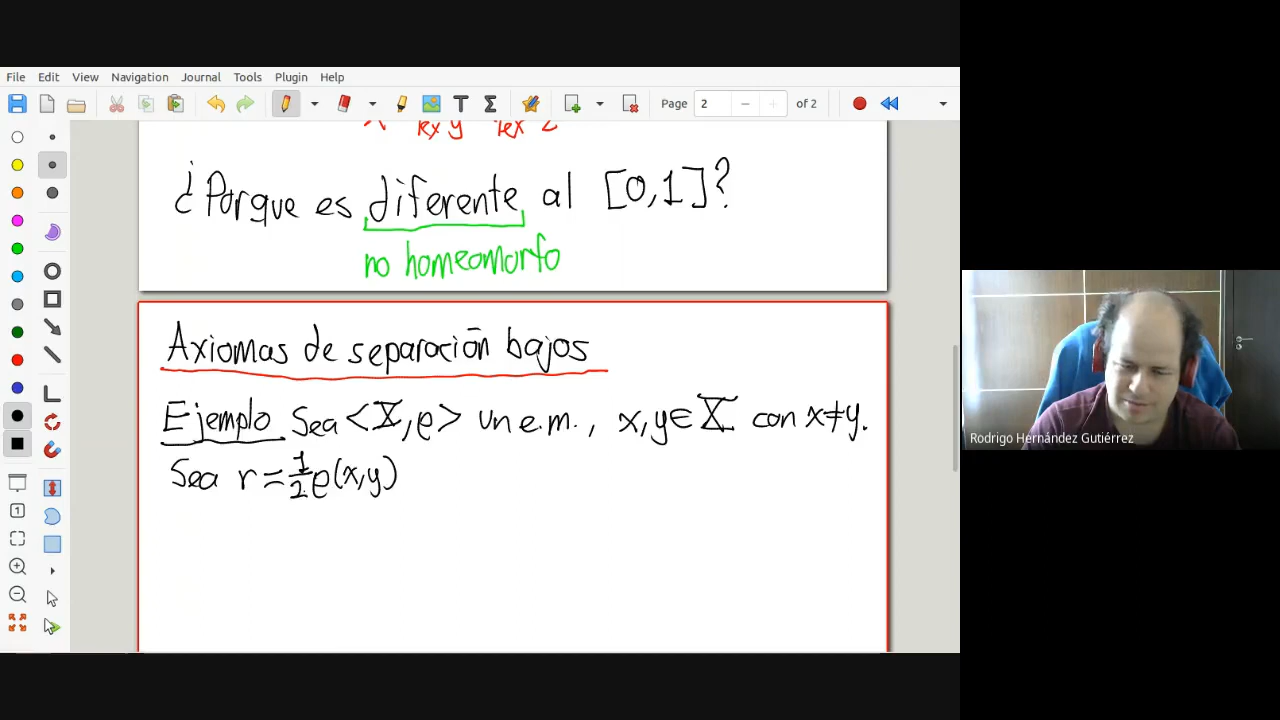 File Edit View Navigation Journal Tools Plugin Help
Page 2 of 2
¿Porque es diferente al [0,1]?
no homeomorfo
Axiomas de separación bajos
Ejemplo Sea <𝕏,ρ> un e.m., x,y∈𝕏 con x≠y.
Sea r=½ρ(x,y)
Rodrigo Hernández Gutiérrez